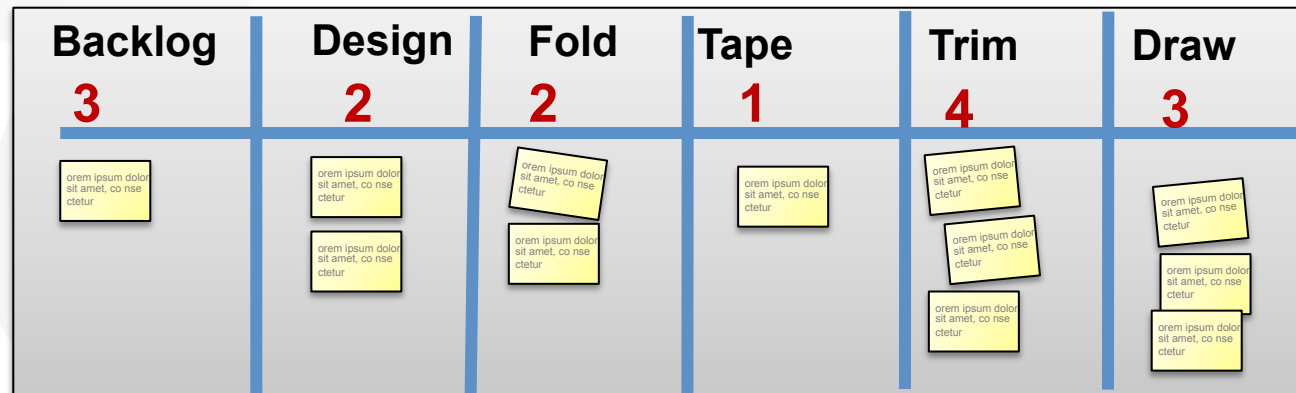 Backlog
Design
Fold
Tape
Trim
Draw
3
2
2
1
4
3
orem ipsum dolor
sit amet, co nse
ctetur
orem ipsum dolor
sit amet, co nse
ctetur
orem ipsum dolor
sit amet, co nse
ctetur
orem ipsum dolor
sit amet, co nse
ctetur
orem ipsum dolor
sit amet, co nse
ctetur
orem ipsum dolor
sit amet, co nse
ctetur
orem ipsum dolor
sit amet, co nse
ctetur
orem ipsum dolor
sit amet, co nse
ctetur
orem ipsum dolor
sit amet, co nse
ctetur
orem ipsum dolor
sit amet, co nse
ctetur
orem ipsum dolor
sit amet, co nse
ctetur
orem ipsum dolor
sit amet, co nse
ctetur